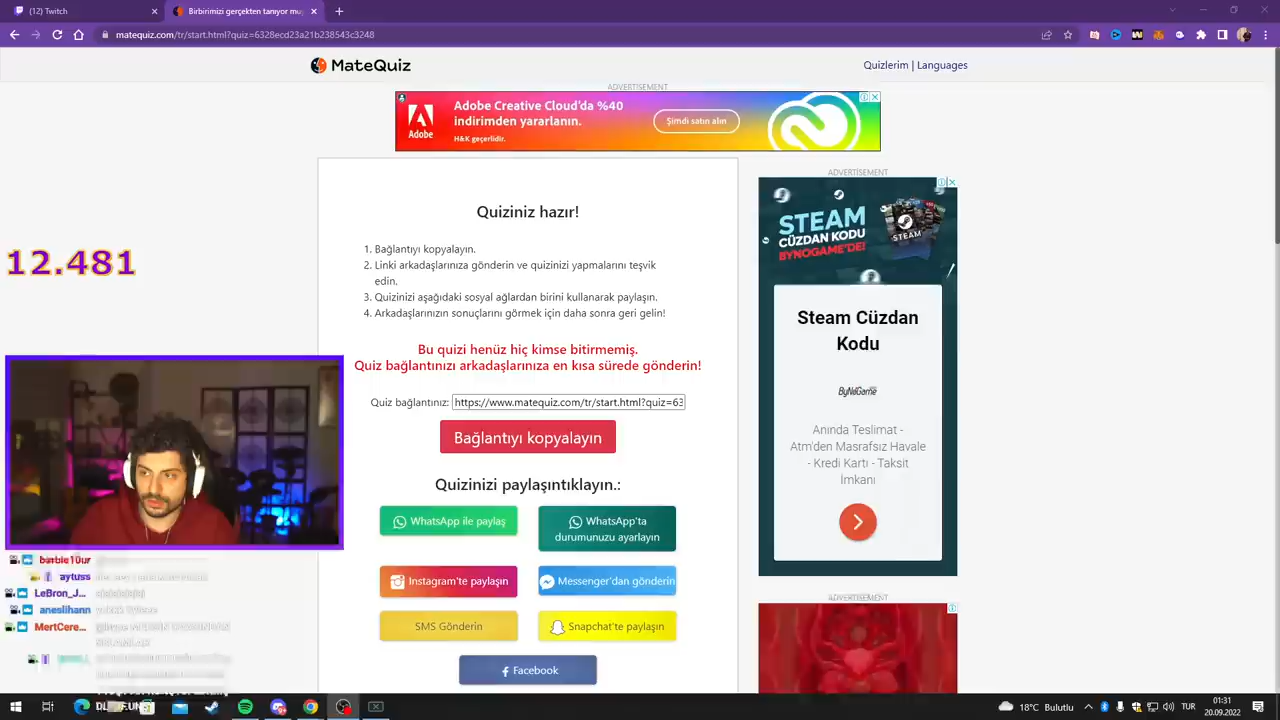 (12) Twitch
Birbirimizi gerçekten tanıyor mu
matequiz.com/tr/start.html?quiz=6328ecd23a21b238543c3248
MateQuiz
Quizlerim | Languages
ADVERTISEMENT
Adobe
Adobe Creative Cloud'da %40
indirimden yararlanın.
H&K geçerlidir.
Şimdi satın alın
Quiziniz hazır!
1. Bağlantıyı kopyalayın.
2. Linki arkadaşlarınıza gönderin ve quizinizi yapmalarını teşvik
edin.
3. Quizinizi aşağıdaki sosyal ağlardan birini kullanarak paylaşın.
4. Arkadaşlarınızın sonuçlarını görmek için daha sonra geri gelin!
Bu quizi henüz hiç kimse bitirmemiş.
Quiz bağlantınızı arkadaşlarınıza en kısa sürede gönderin!
Quiz bağlantınız: https://www.matequiz.com/tr/start.html?quiz=63
Bağlantıyı kopyalayın
Quizinizi paylaşıntıklayın.:
WhatsApp ile paylaş
WhatsApp'ta
durumunuzu ayarlayın
Instagram'te paylaşın
Messenger'dan gönderin
SMS Gönderin
Snapchat'te paylaşın
Facebook
ADVERTISEMENT
STEAM
CÜZDAN KODU
BYNOGAME'DE!
STEAM
Steam Cüzdan
Kodu
ByNoGame
Anında Teslimat -
Atm'den Masrafsız Havale
- Kredi Kartı - Taksit
İmkanı
ADVERTISEMENT
12.481
barbie10ur
aytuss
LeBron_J...
aneslihann
MertCere...
18°C Bulutlu
TUR
01:31
20.09.2022